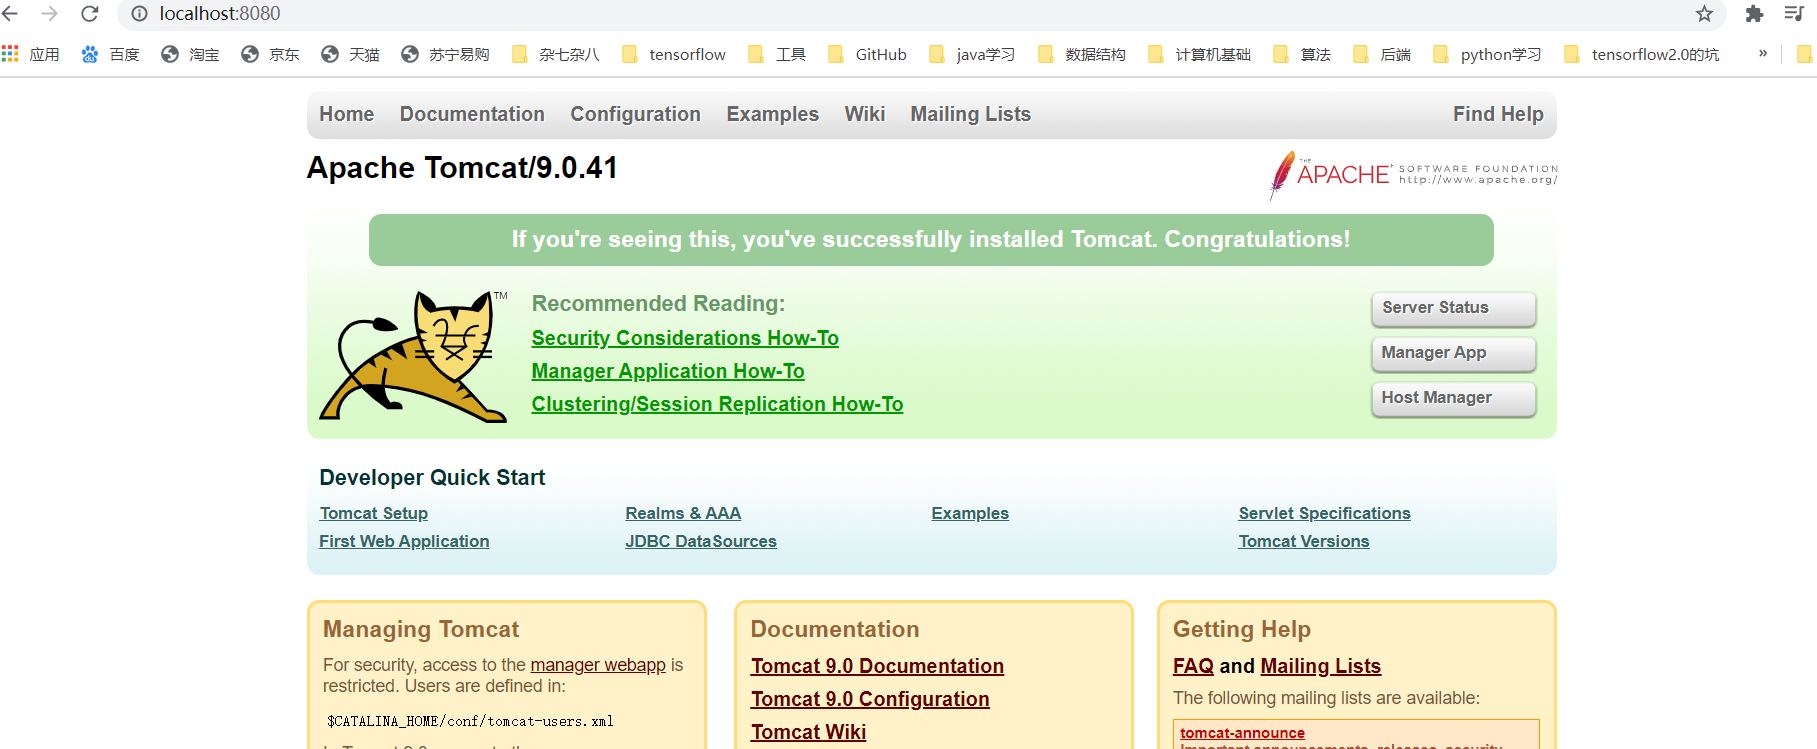 localhost:8080
应用 百度 淘宝 京东 天猫 苏宁易购 杂七杂八 tensorflow 工具 GitHub java学习 数据结构 计算机基础 算法 后端 python学习 tensorflow2.0的坑 »
Home Documentation Configuration Examples Wiki Mailing Lists Find Help
Apache Tomcat/9.0.41
THE APACHE SOFTWARE FOUNDATION
http://www.apache.org/
If you're seeing this, you've successfully installed Tomcat. Congratulations!
TM
Recommended Reading:
Security Considerations How-To
Manager Application How-To
Clustering/Session Replication How-To
Server Status
Manager App
Host Manager
Developer Quick Start
Tomcat Setup Realms & AAA Examples Servlet Specifications
First Web Application JDBC DataSources Tomcat Versions
Managing Tomcat
For security, access to the manager webapp is
restricted. Users are defined in:
$CATALINA_HOME/conf/tomcat-users.xml
Documentation
Tomcat 9.0 Documentation
Tomcat 9.0 Configuration
Tomcat Wiki
Getting Help
FAQ and Mailing Lists
The following mailing lists are available:
tomcat-announce
Important announcements, releases, security